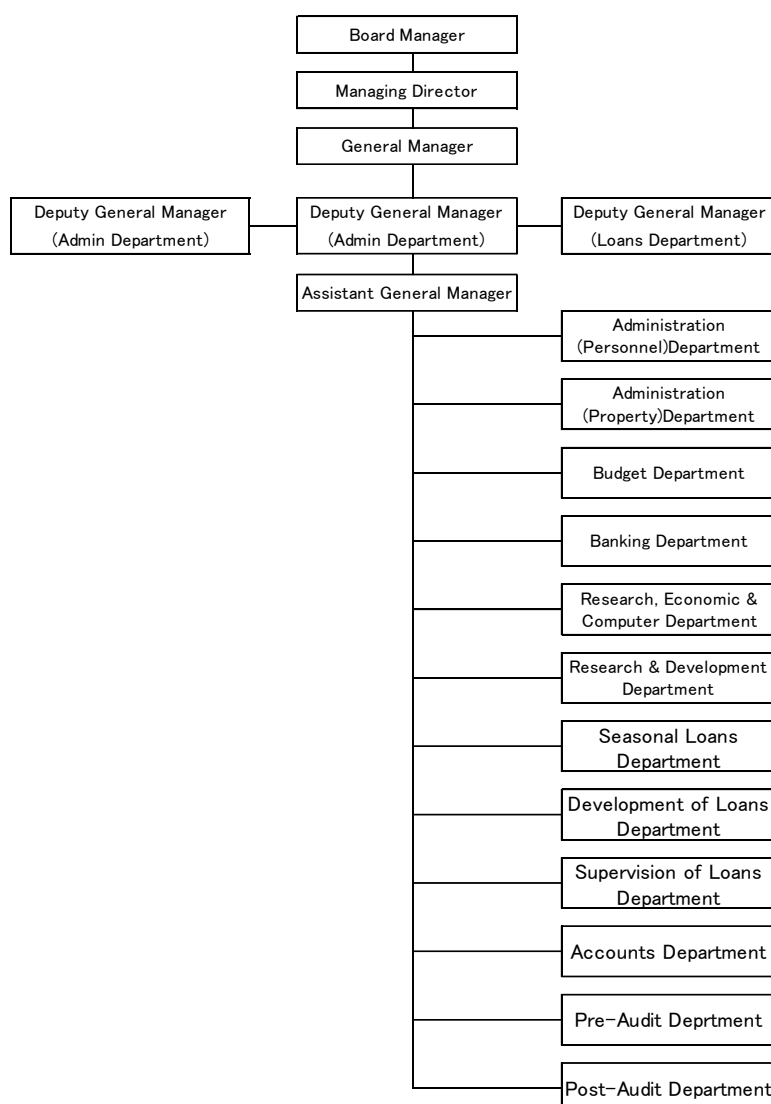 Board Manager
Managing Director
General Manager
Deputy General Manager
(Admin Department)
Deputy General Manager
(Admin Department)
Deputy General Manager
(Loans Department)
Assistant General Manager
Administration
(Personnel)Department
Administration
(Property)Department
Budget Department
Banking Department
Research, Economic &
Computer Department
Research & Development
Department
Seasonal Loans
Department
Development of Loans
Department
Supervision of Loans
Department
Accounts Department
Pre-Audit Deprtment
Post-Audit Department